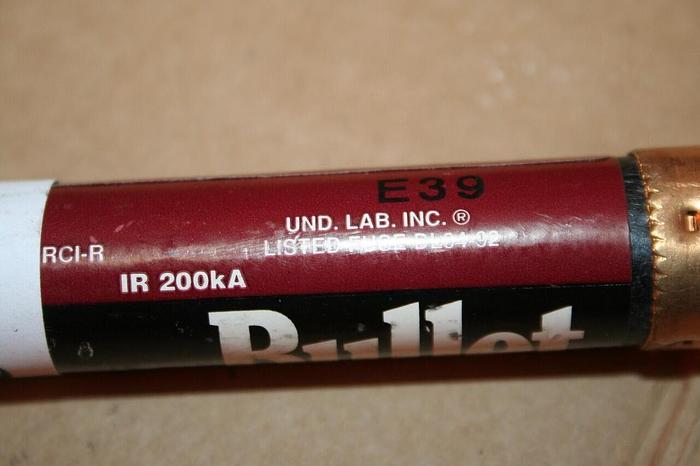 E39
UND. LAB. INC.®
LISTED FUSE
RCI-R
IR 200kA
Bullet